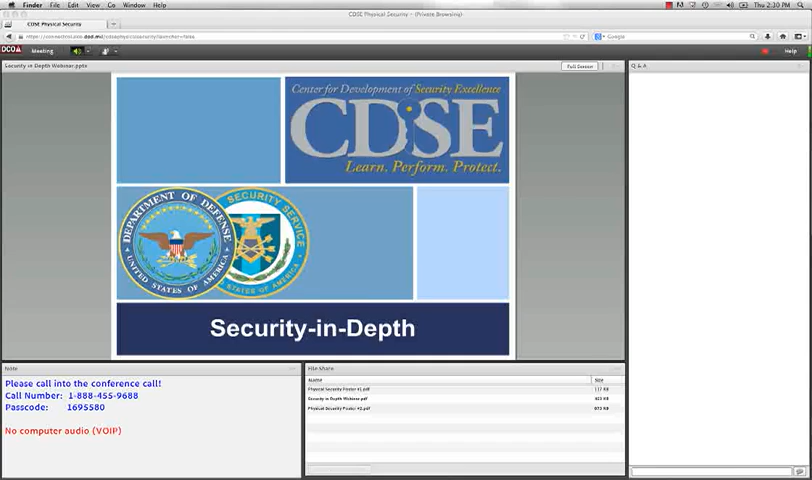 Finder File Edit View Go Window Help
Thu 2:30 PM
CDSE Physical Security - (Private Browsing)
CDSE Physical Security
Google
DCO Meeting
Help
Security in Depth Webinar.pptx
Full Screen
Q & A
Center for Development of Security Excellence
CDSE
Learn. Perform. Protect.
DEPARTMENT OF DEFENSE
UNITED STATES OF AMERICA
SECURITY SERVICE
STATES OF AMERICA
Security-in-Depth
Note
Please call into the conference call!
Call Number: 1-888-455-9688
Passcode: 1695580
No computer audio (VOIP)
File Share
Name Size
Physical Security Poster #1.pdf
Security in Depth Webinar.pdf
Physical Security Poster #2.pdf